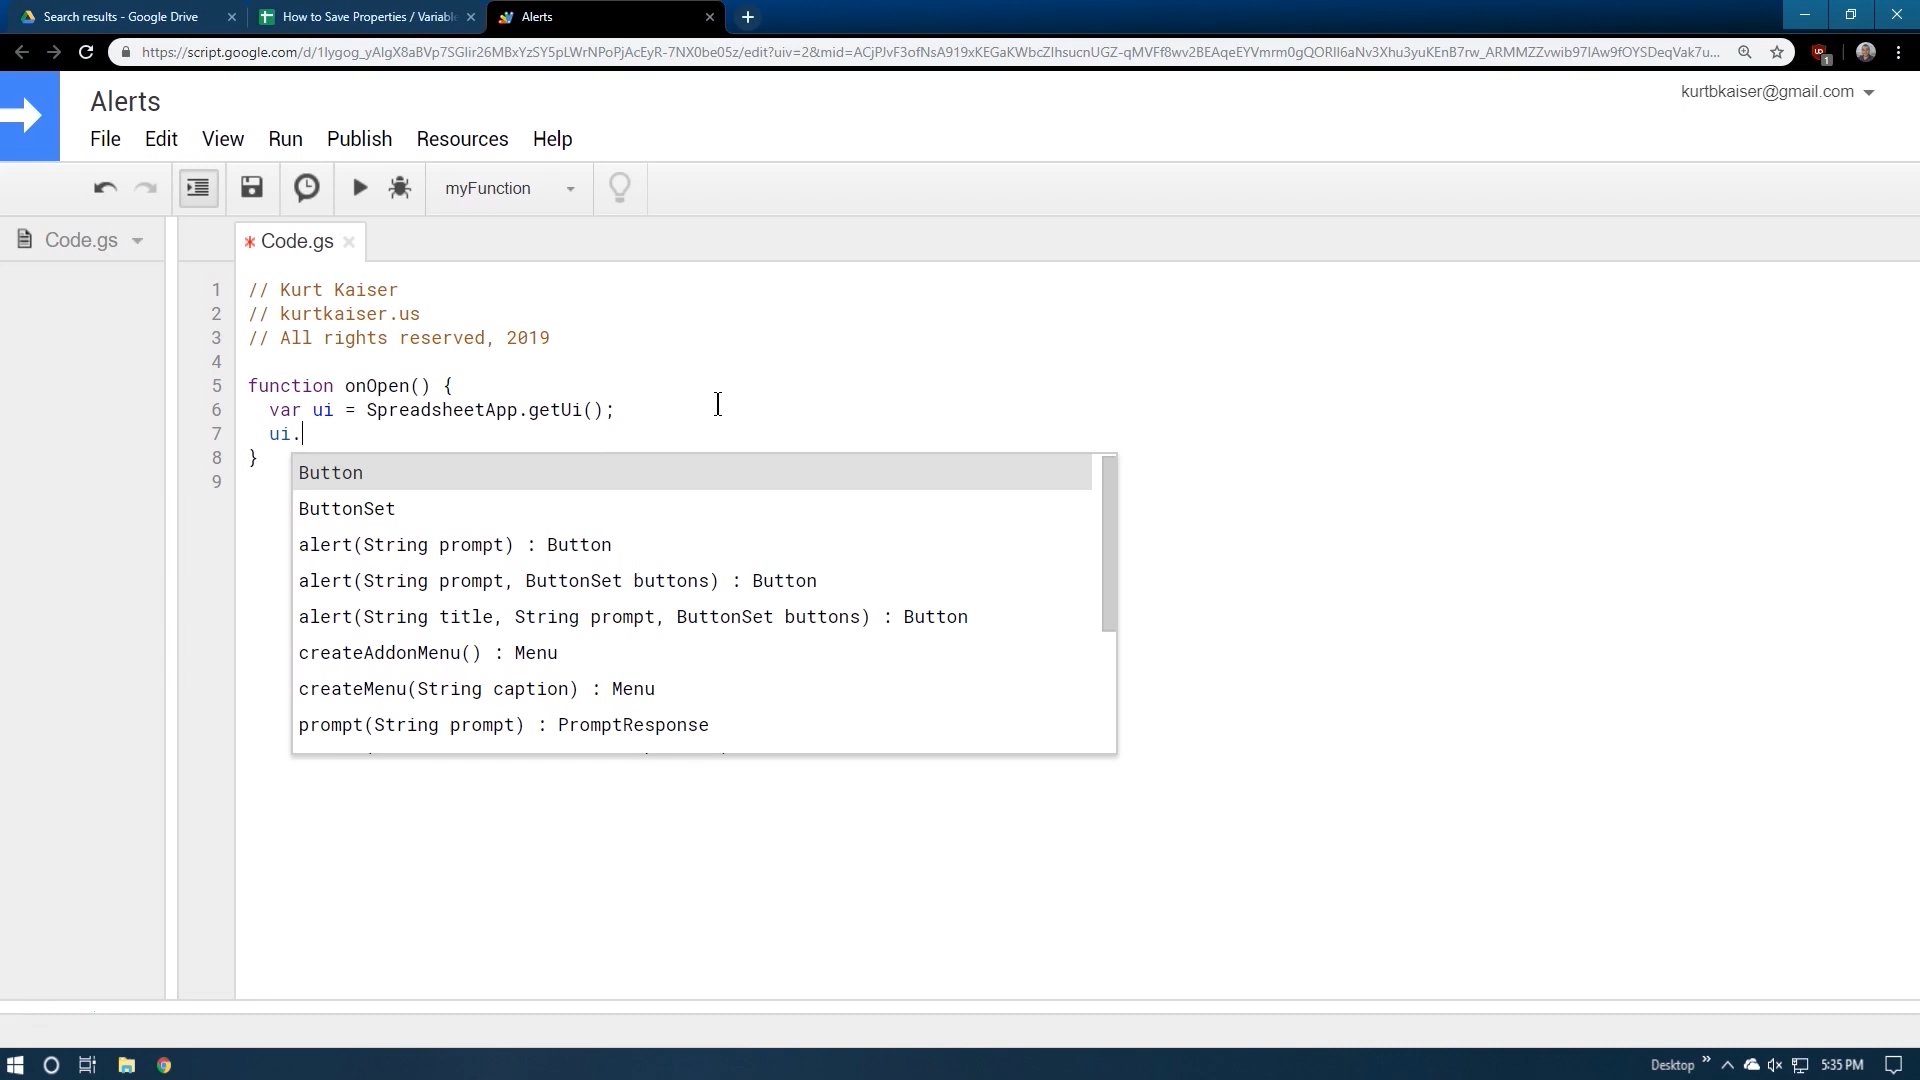 Search results - Google Drive
How to Save Properties / Variabl
Alerts
https://script.google.com/d/
Alerts
kurtbkaiser@gmail.com
File Edit View Run Resources Help
myFunction
Code.gs
* Code.gs
1 // Kurt Kaiser
2 // kurtkaiser.us
3 // All rights reserved, 2019
4
5 function onOpen() {
6 var ui = SpreadsheetApp.getUi();
7 ui.
8 }
9
Button
ButtonSet
alert(String prompt) : Button
alert(String prompt, ButtonSet buttons) : Button
alert(String title, String prompt, ButtonSet buttons) : Button
createAddonMenu() : Menu
createMenu(String caption) : Menu
prompt(String prompt) : PromptResponse
Desktop
5:35 PM